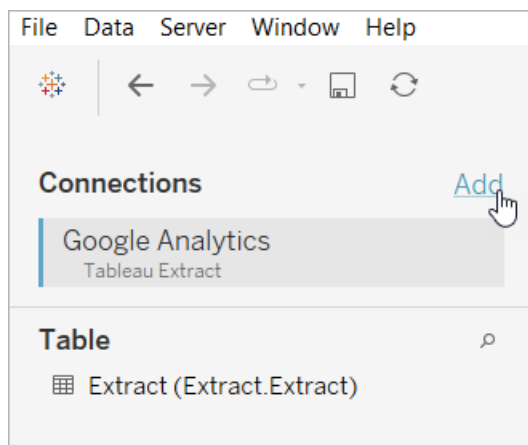 File Data Server Window Help
Connections Add
Google Analytics
Tableau Extract
Table
Extract (Extract.Extract)